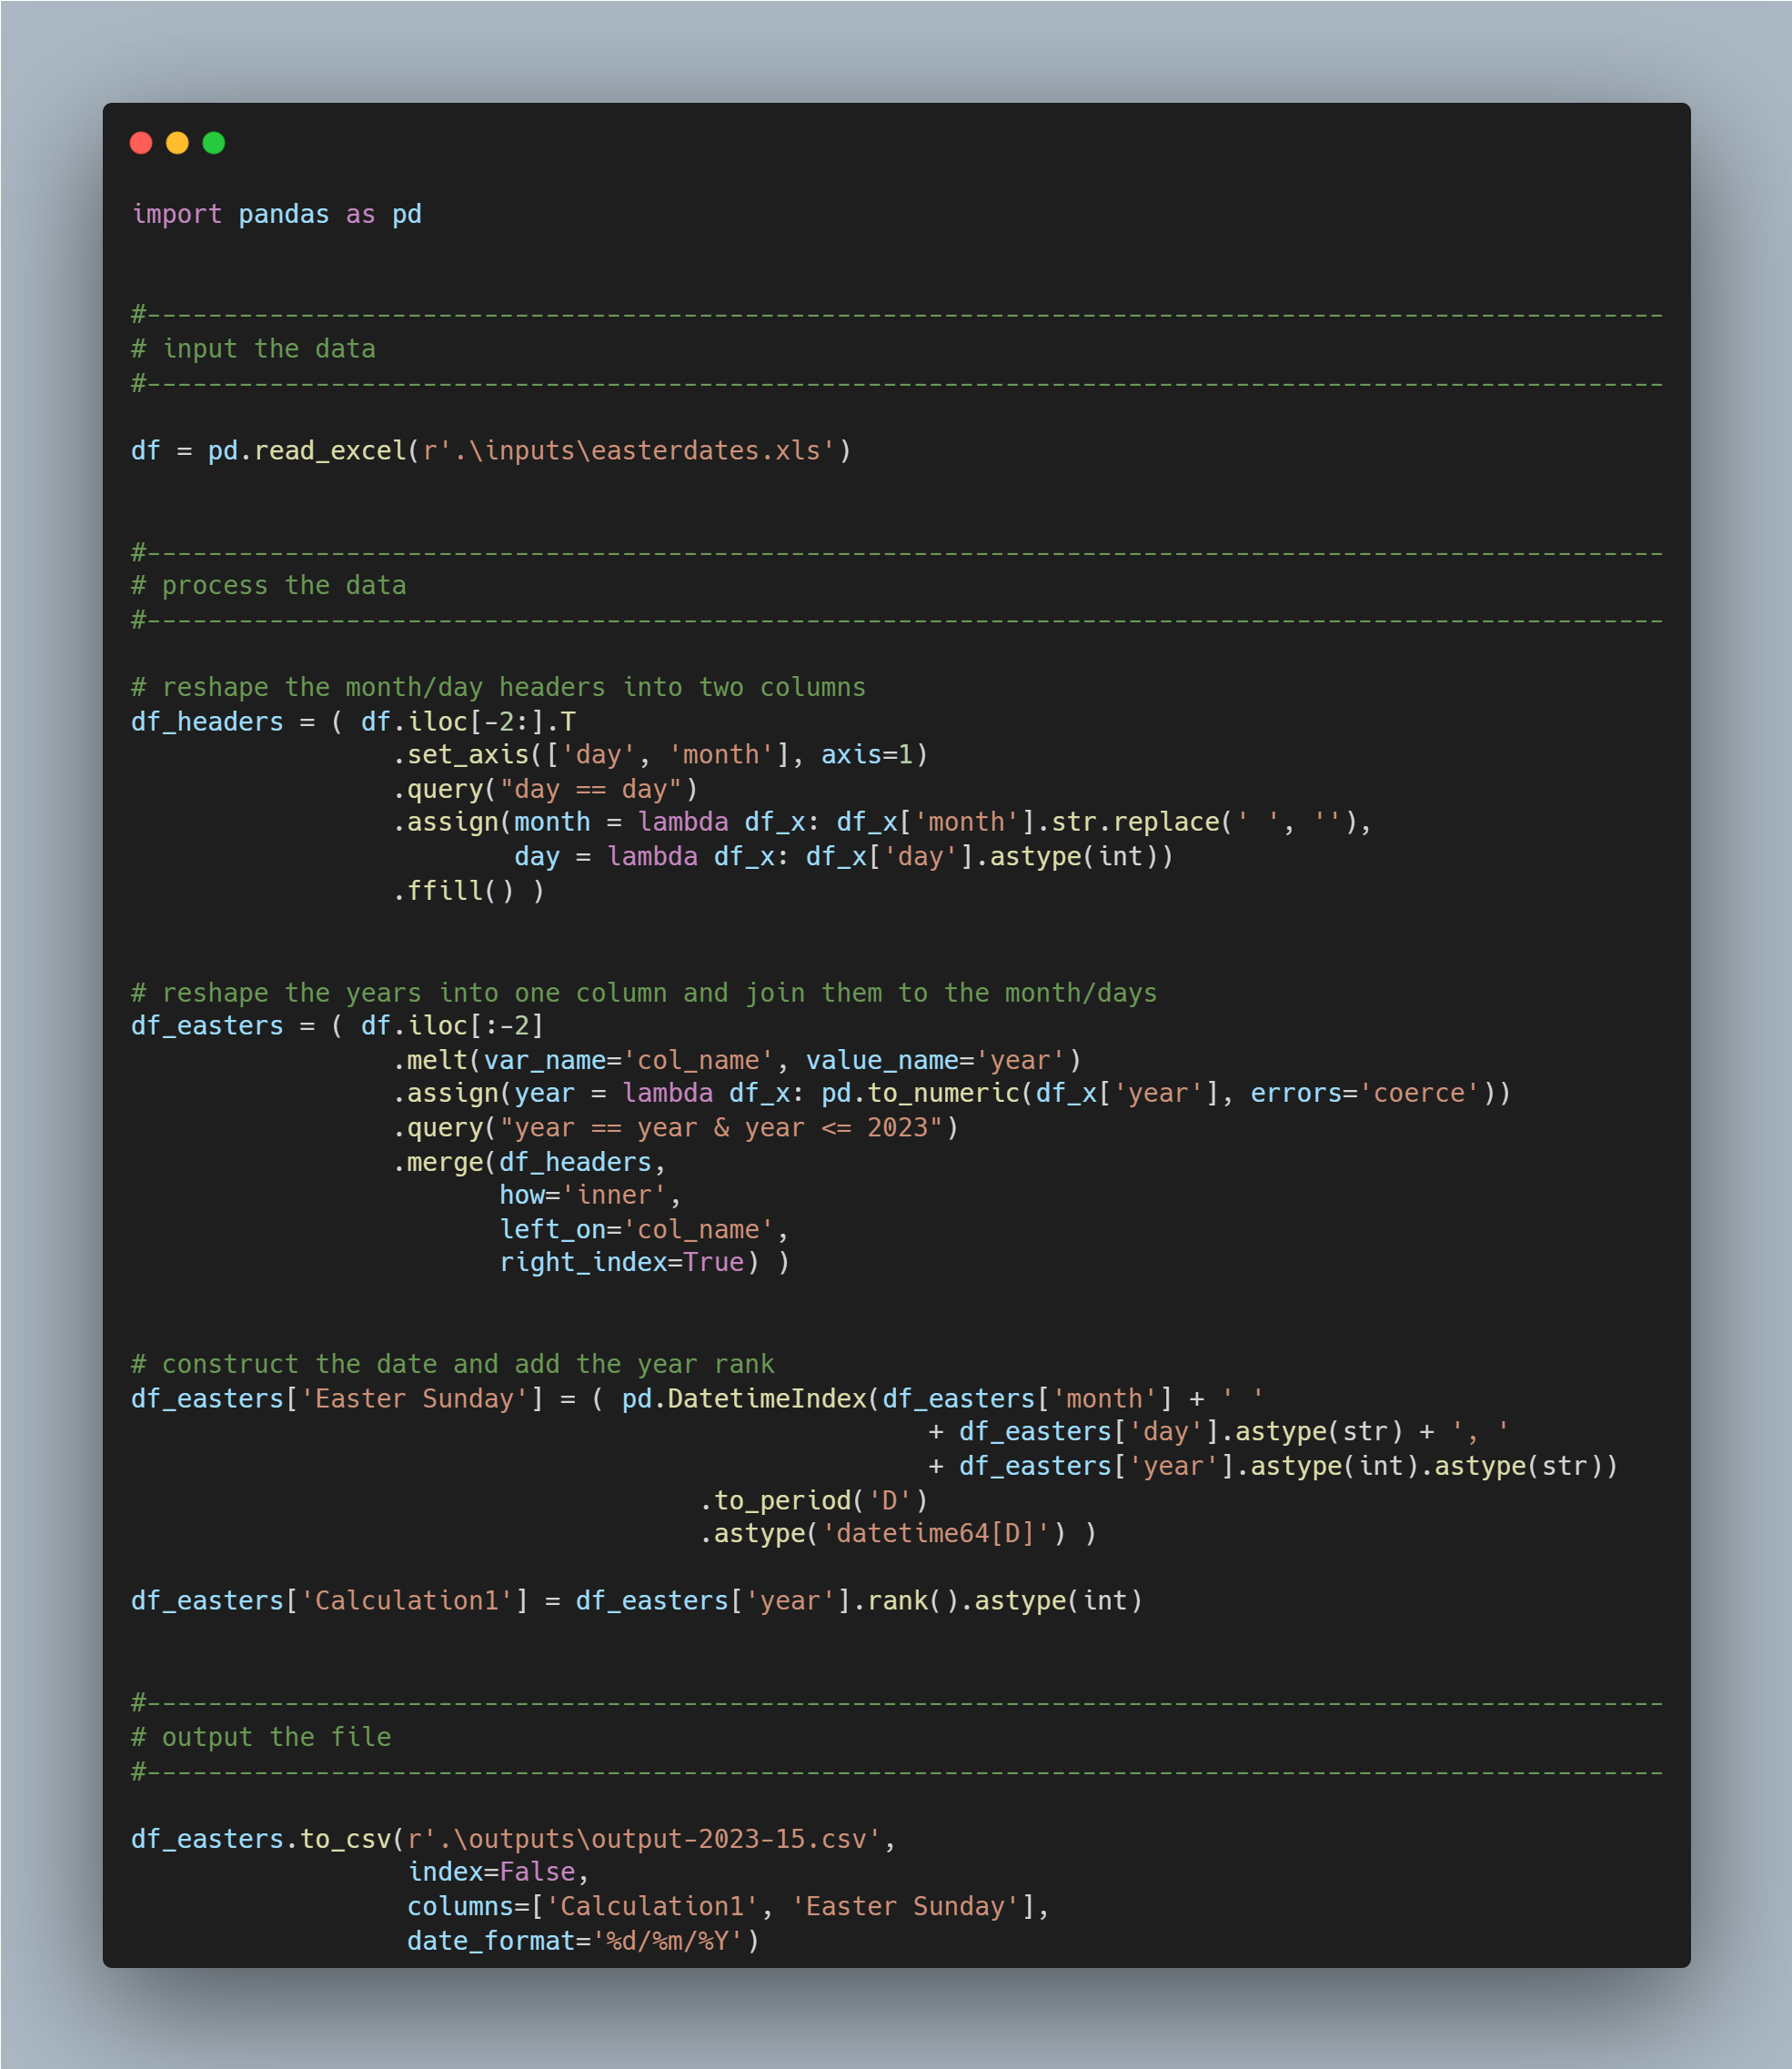 import pandas as pd
#---------------------------------------------------------------------------------------------------
# input the data
#---------------------------------------------------------------------------------------------------
df = pd.read_excel(r'.\inputs\easterdates.xls')
#---------------------------------------------------------------------------------------------------
# process the data
#---------------------------------------------------------------------------------------------------
# reshape the month/day headers into two columns
df_headers = ( df.iloc[-2:].T
                 .set_axis(['day', 'month'], axis=1)
                 .query("day == day")
                 .assign(month = lambda df_x: df_x['month'].str.replace(' ', ''),
                         day = lambda df_x: df_x['day'].astype(int))
                 .ffill() )
# reshape the years into one column and join them to the month/days
df_easters = ( df.iloc[:-2]
                 .melt(var_name='col_name', value_name='year')
                 .assign(year = lambda df_x: pd.to_numeric(df_x['year'], errors='coerce'))
                 .query("year == year & year <= 2023")
                 .merge(df_headers,
                        how='inner',
                        left_on='col_name',
                        right_index=True) )
# construct the date and add the year rank
df_easters['Easter Sunday'] = ( pd.DatetimeIndex(df_easters['month'] + ' '
                                                    + df_easters['day'].astype(str) + ', '
                                                    + df_easters['year'].astype(int).astype(str))
                                     .to_period('D')
                                     .astype('datetime64[D]') )
df_easters['Calculation1'] = df_easters['year'].rank().astype(int)
#---------------------------------------------------------------------------------------------------
# output the file
#---------------------------------------------------------------------------------------------------
df_easters.to_csv(r'.\outputs\output-2023-15.csv',
                  index=False,
                  columns=['Calculation1', 'Easter Sunday'],
                  date_format='%d/%m/%Y')